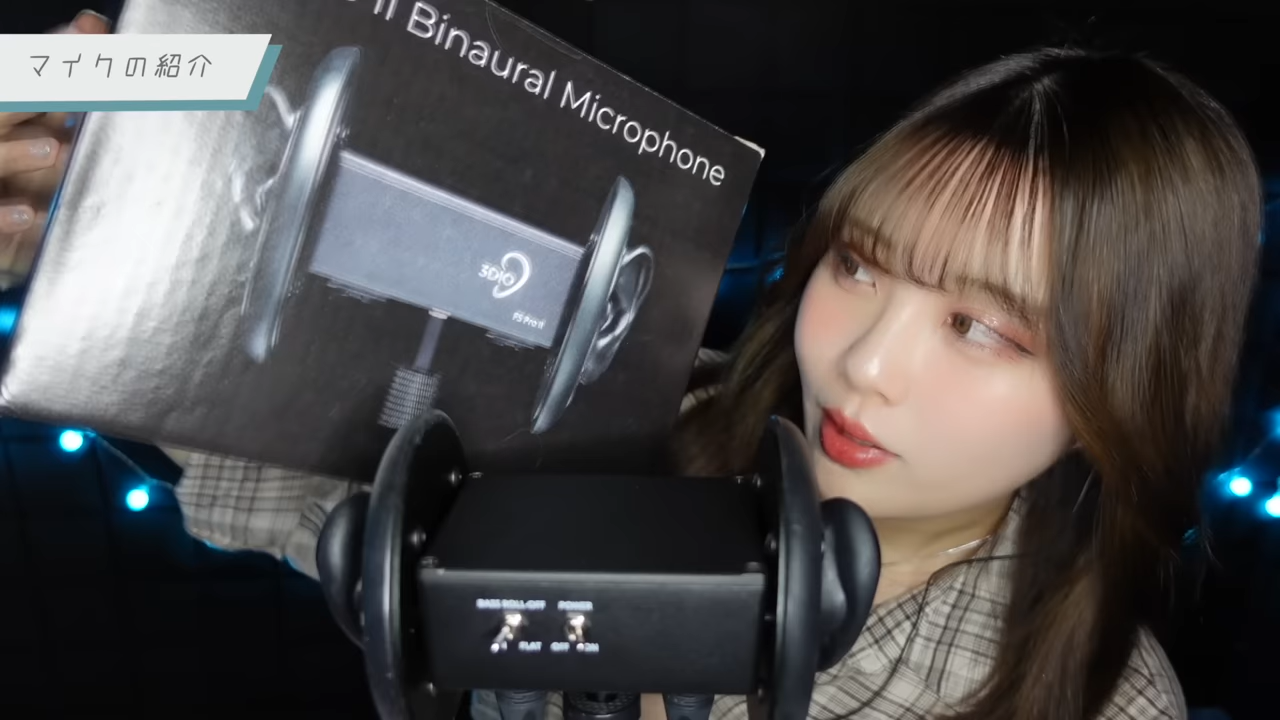 マイクの紹介
II Binaural Microphone
3Dio
FS Pro II
BASS ROLL-OFF POWER
FLAT OFF ON